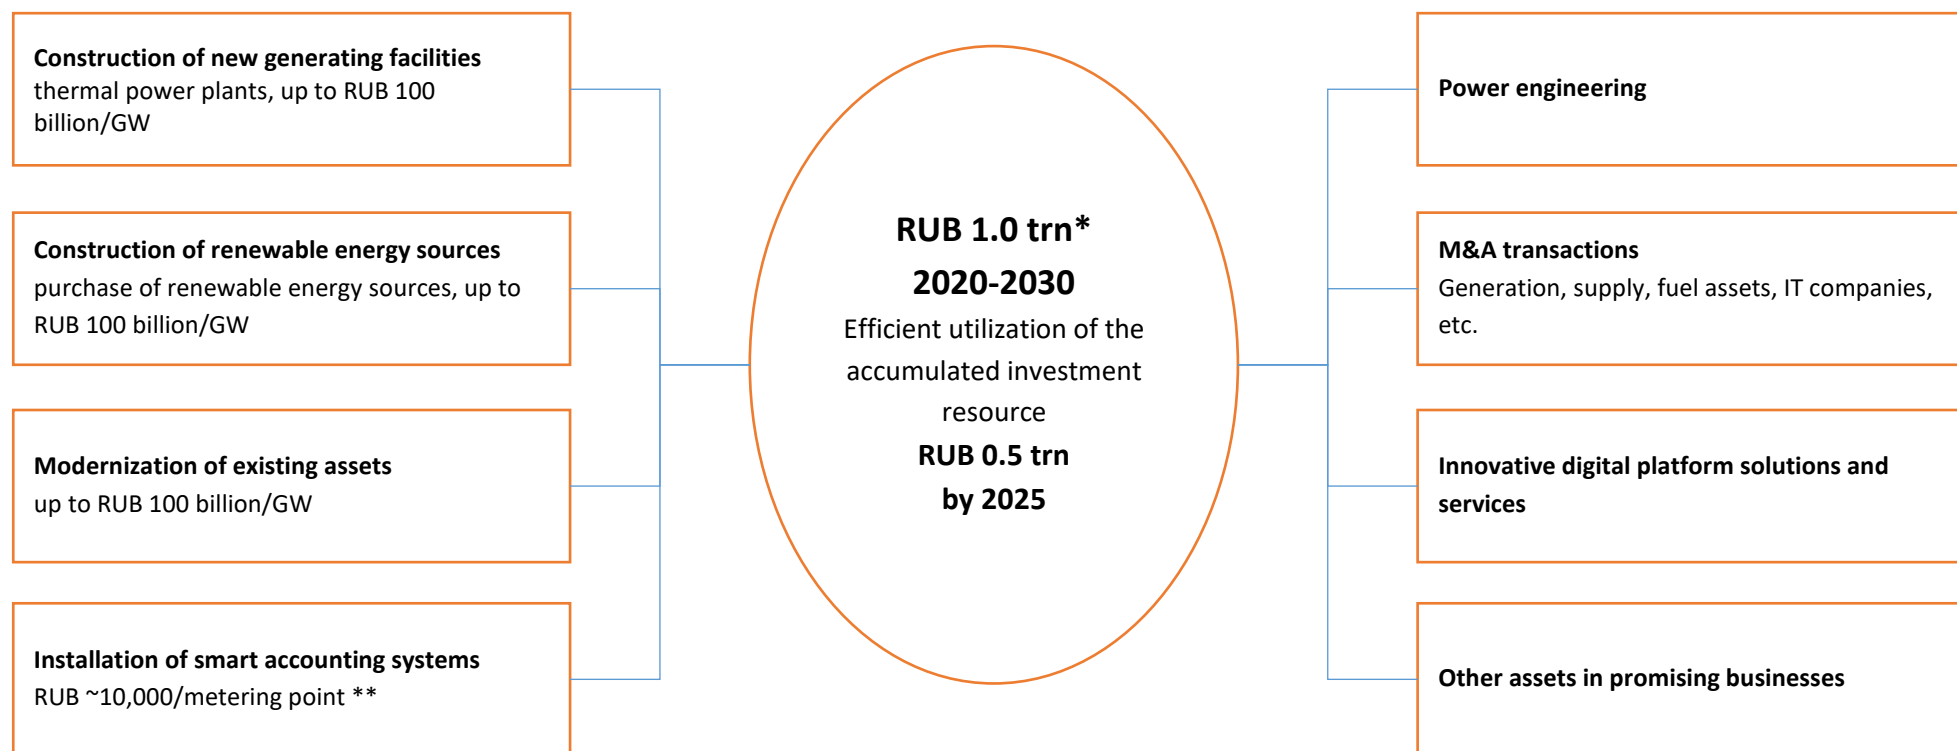 Construction of new generating facilities
thermal power plants, up to RUB 100
billion/GW
Construction of renewable energy sources
purchase of renewable energy sources, up to
RUB 100 billion/GW
Modernization of existing assets
up to RUB 100 billion/GW
Installation of smart accounting systems
RUB ~10,000/metering point **
RUB 1.0 trn*
2020-2030
Efficient utilization of the
accumulated investment
resource
RUB 0.5 trn
by 2025
Power engineering
M&A transactions
Generation, supply, fuel assets, IT companies,
etc.
Innovative digital platform solutions and
services
Other assets in promising businesses